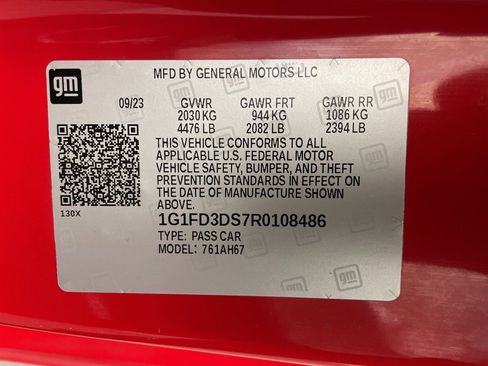 gm
MFD BY GENERAL MOTORS LLC
09/23 GVWR GAWR FRT GAWR RR
2030 KG 944 KG 1086 KG
4476 LB 2082 LB 2394 LB
THIS VEHICLE CONFORMS TO ALL
APPLICABLE U.S. FEDERAL MOTOR
VEHICLE SAFETY, BUMPER, AND THEFT
PREVENTION STANDARDS IN EFFECT ON
THE DATE OF MANUFACTURE SHOWN
ABOVE.
130X
1G1FD3DS7R0108486
TYPE: PASS CAR
MODEL: 761AH67